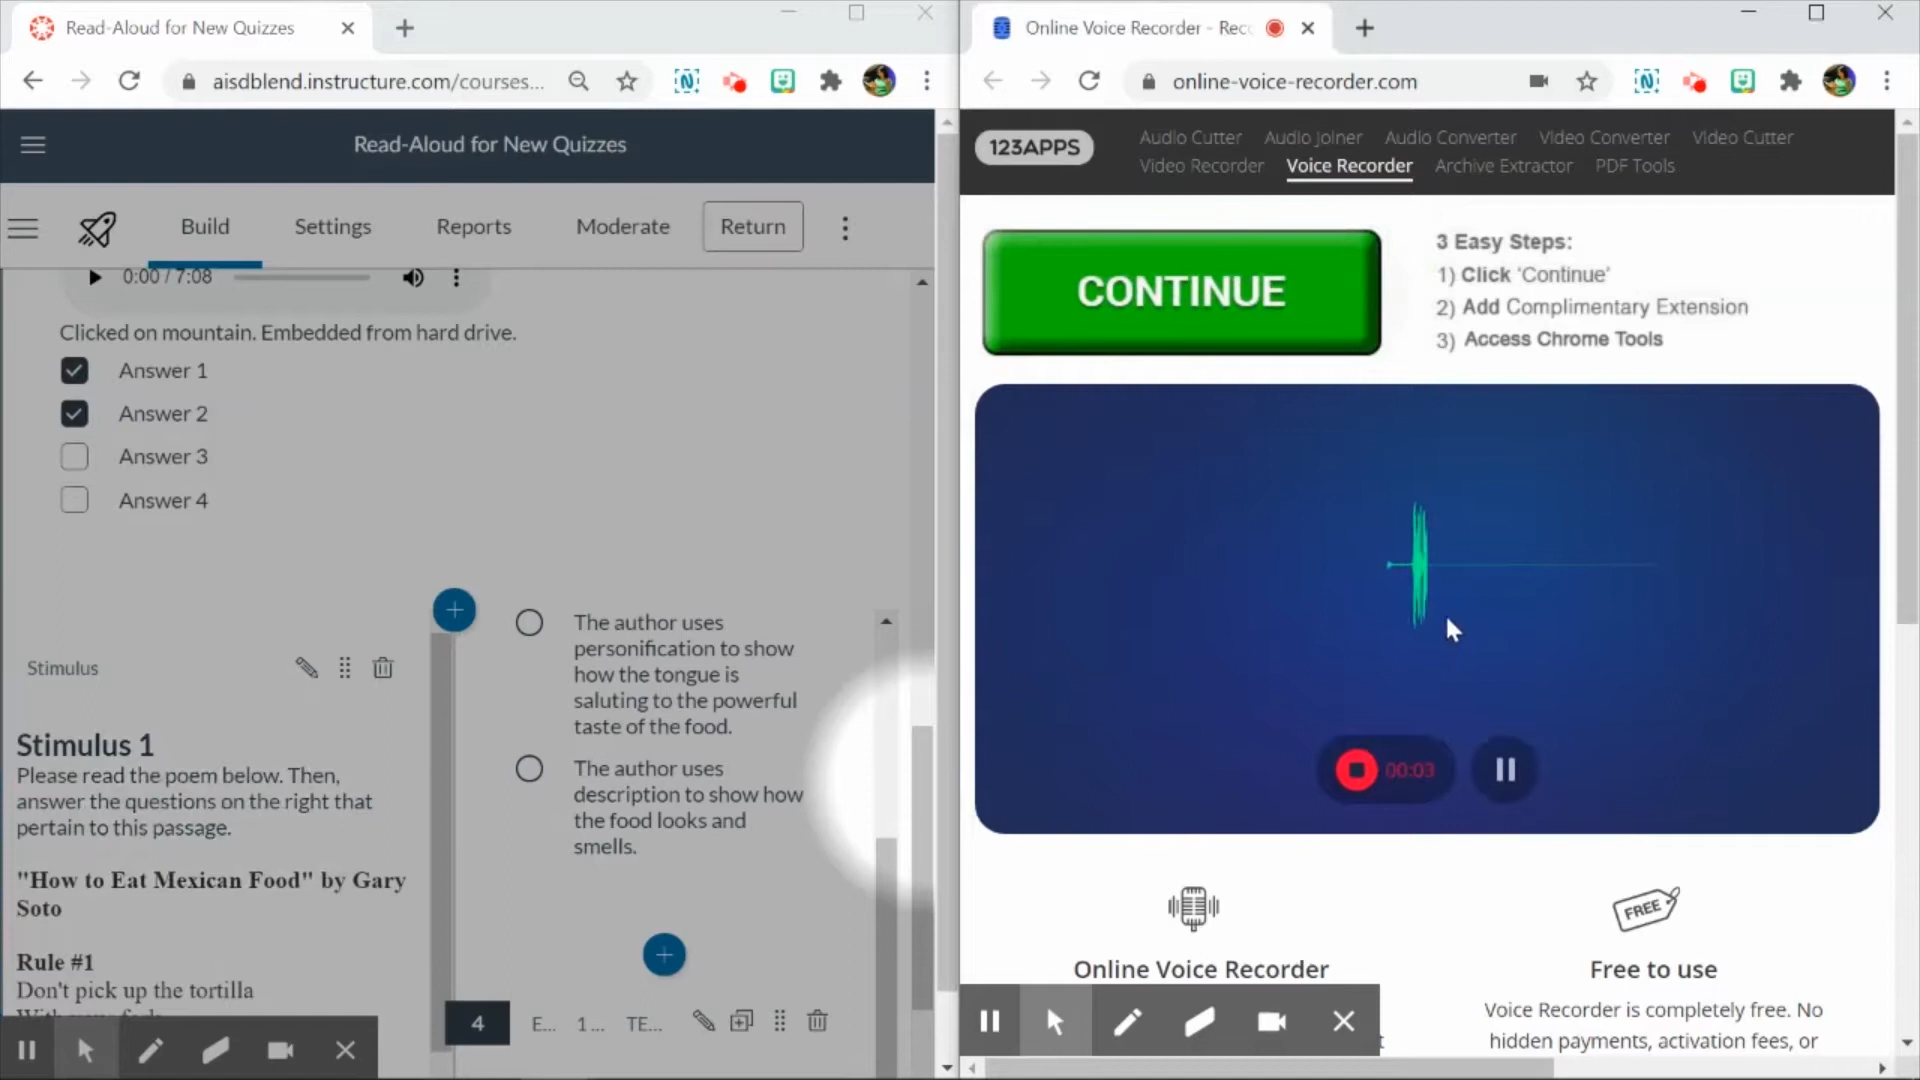 Read-Aloud for New Quizzes
aisdblend.instructure.com/courses...
Read-Aloud for New Quizzes
Build
Settings
Reports
Moderate
Return
0:00 / 7:08
Clicked on mountain. Embedded from hard drive.
Answer 1
Answer 2
Answer 3
Answer 4
Stimulus
Stimulus 1
Please read the poem below. Then,
answer the questions on the right that
pertain to this passage.
"How to Eat Mexican Food" by Gary
Soto
Rule #1
Don't pick up the tortilla
The author uses
personification to show
how the tongue is
saluting to the powerful
taste of the food.
The author uses
description to show how
the food looks and
smells.
4
E...
1 ...
TE...
Online Voice Recorder - Rec
online-voice-recorder.com
123APPS
Audio Cutter
Audio Joiner
Audio Converter
Video Converter
Video Cutter
Video Recorder
Voice Recorder
Archive Extractor
PDF Tools
CONTINUE
3 Easy Steps:
1) Click 'Continue'
2) Add Complimentary Extension
3) Access Chrome Tools
00:03
Online Voice Recorder
FREE
Free to use
Voice Recorder is completely free. No
hidden payments, activation fees, or